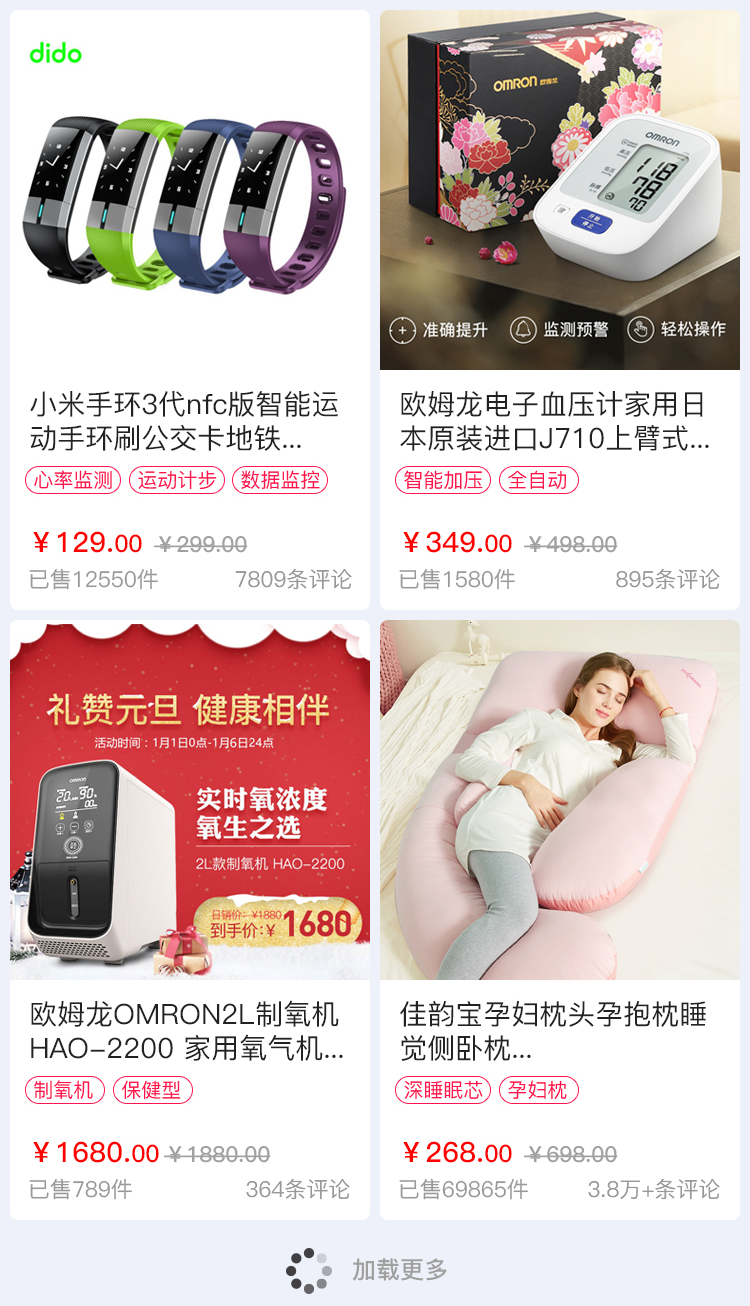 dido
小米手环3代nfc版智能运
动手环刷公交卡地铁...
心率监测 运动计步 数据监控
￥129.00 ￥299.00
已售12550件 7809条评论
OMRON 欧姆龙
OMRON
118
78
70
开始
停止
准确提升 监测预警 轻松操作
欧姆龙电子血压计家用日
本原装进口J710上臂式...
智能加压 全自动
￥349.00 ￥498.00
已售1580件 895条评论
礼赞元旦 健康相伴
活动时间：1月1日0点-1月6日24点
OMRON
实时氧浓度
氧生之选
2L款制氧机 HAO-2200
日销价：¥1880
到手价:¥1680
欧姆龙OMRON2L制氧机
HAO-2200 家用氧气机...
制氧机 保健型
￥1680.00 ￥1880.00
已售789件 364条评论
佳韵宝孕妇枕头孕抱枕睡
觉侧卧枕...
深睡眠芯 孕妇枕
￥268.00 ￥698.00
已售69865件 3.8万+条评论
加载更多